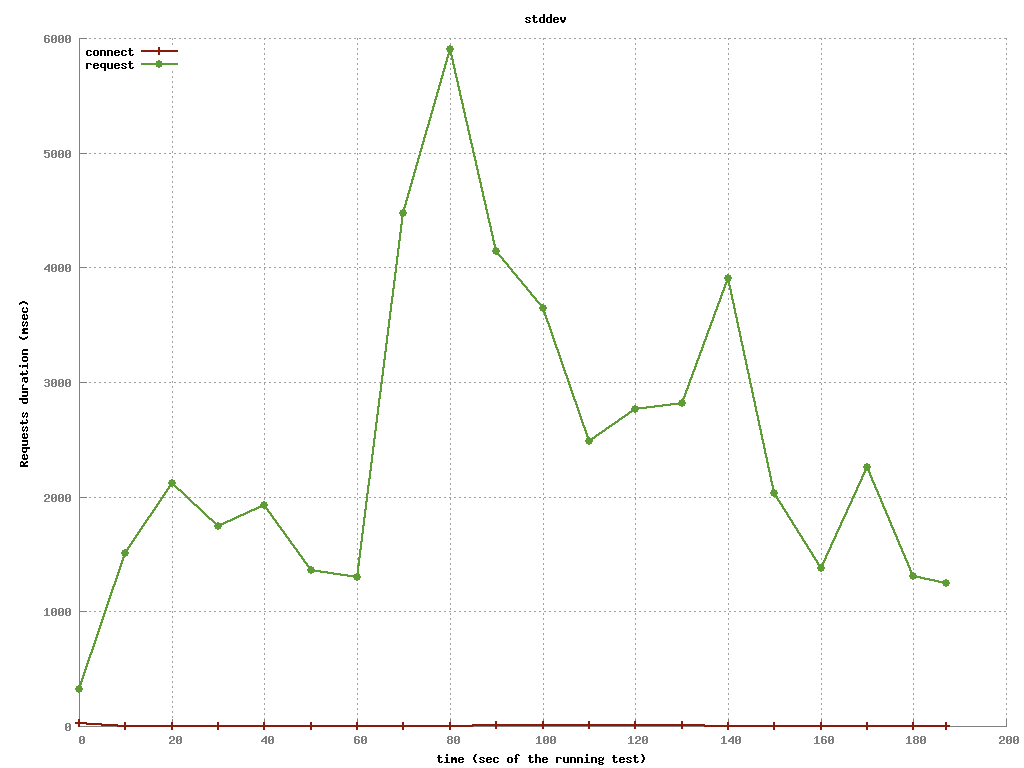 stddev
6000
connect
request
5000
4000
3000
2000
1000
0
Requests duration (msec)
0 20 40 60 80 100 120 140 160 180 200
time (sec of the running test)